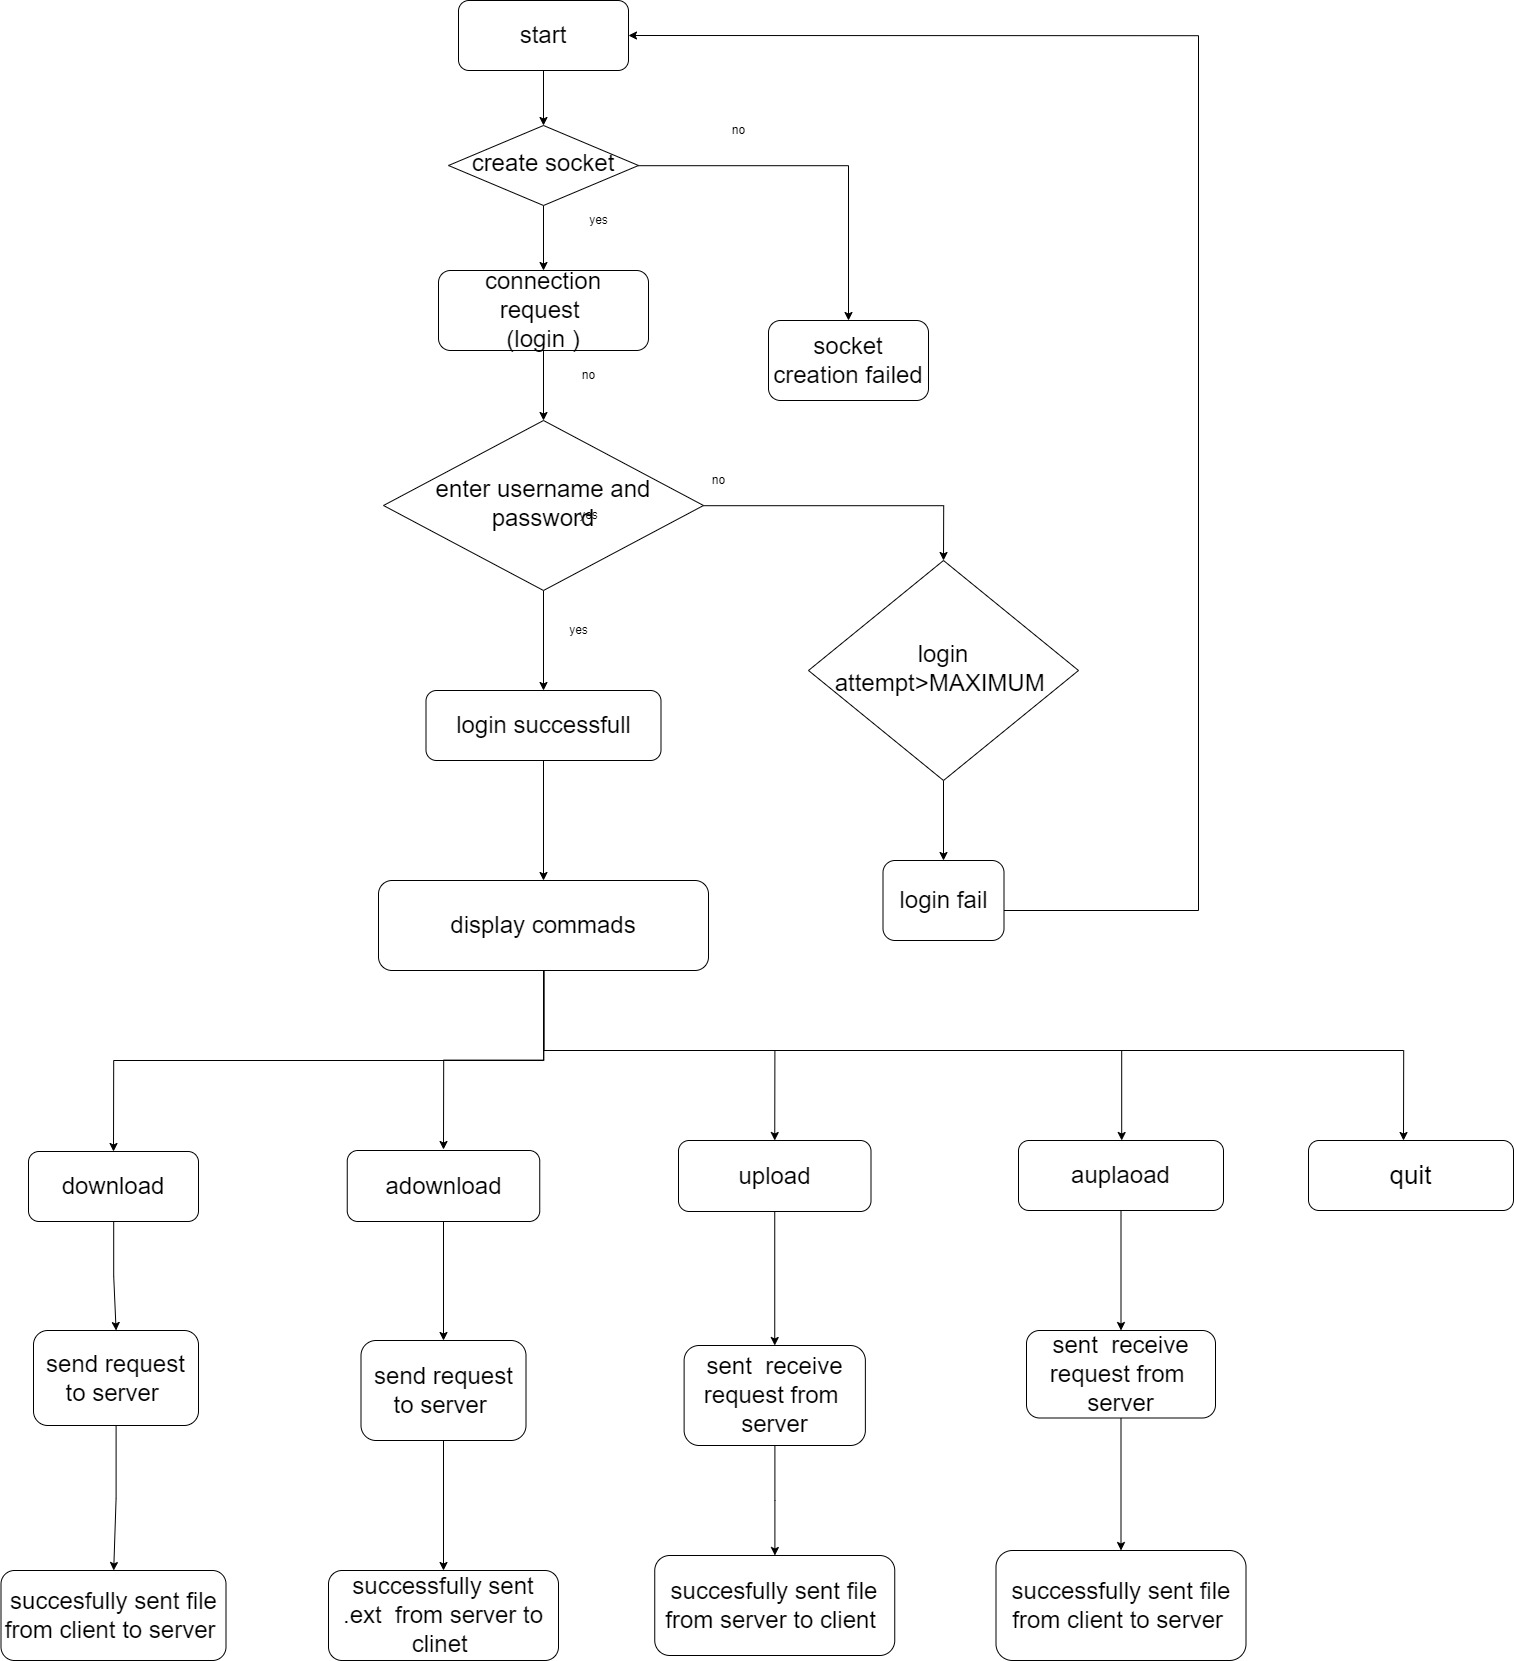 start
no
create socket
yes
connection
request
(login )
socket
creation failed
no
no
enter username and
password
yes
yes
login
attempt>MAXIMUM
login successfull
login fail
display commads
download
adownload
upload
auplaoad
quit
send request
to server
send request
to server
sent  receive
request from
server
sent  receive
request from
server
succesfully sent file
from client to server
successfully sent
.ext  from server to
clinet
succesfully sent file
from server to client
successfully sent file
from client to server